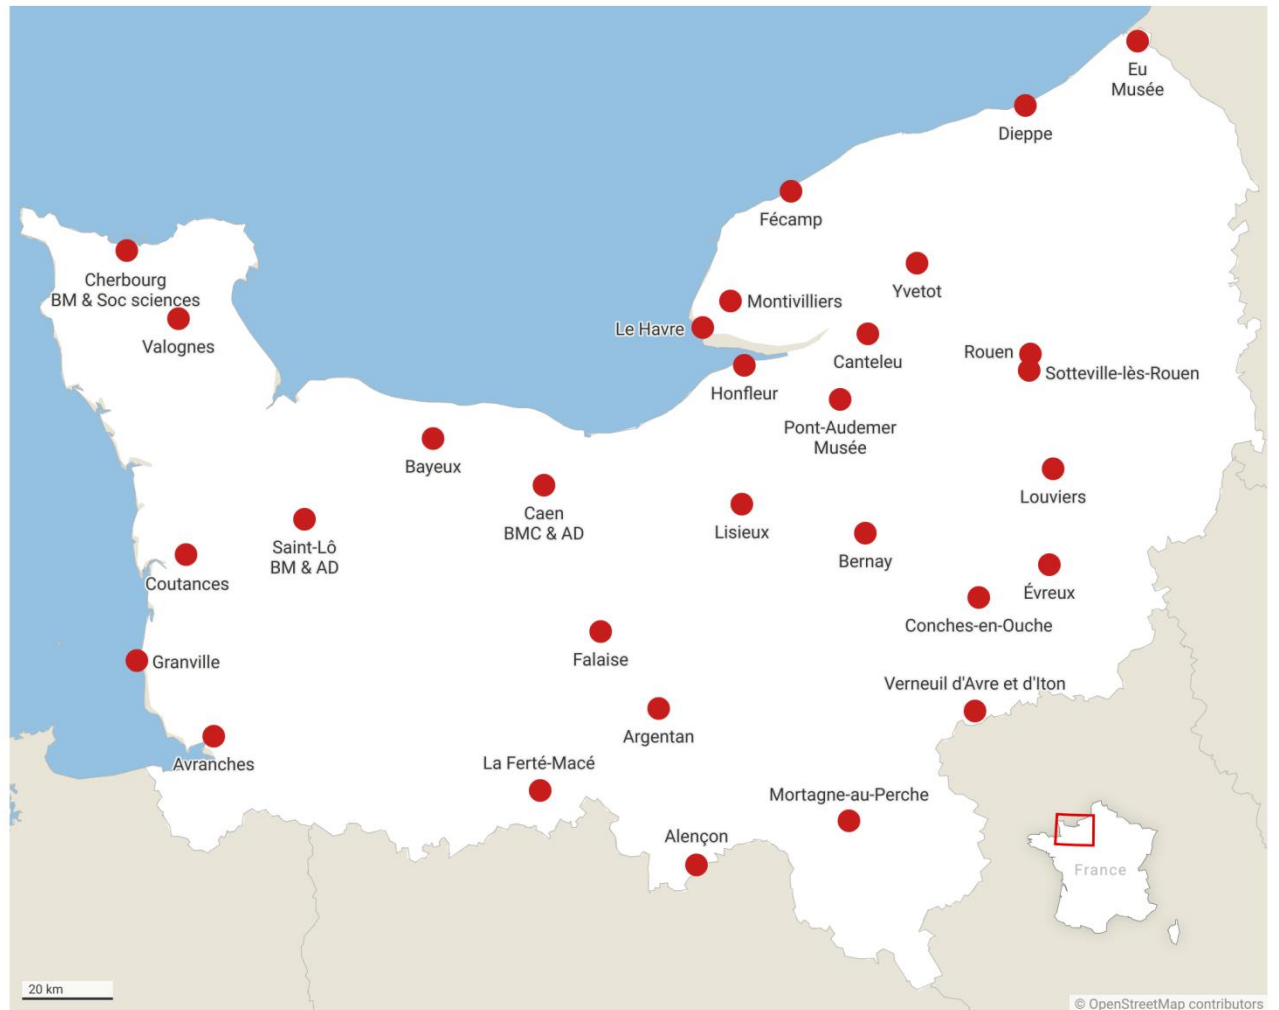 Eu
Musée
Dieppe
Fécamp
Cherbourg
BM & Soc sciences
Yvetot
Montivilliers
Le Havre
Valognes
Canteleu
Rouen
Sotteville-lès-Rouen
Honfleur
Pont-Audemer
Musée
Bayeux
Louviers
Caen
BMC & AD
Lisieux
Saint-Lô
BM & AD
Bernay
Coutances
Évreux
Conches-en-Ouche
Falaise
Granville
Verneuil d'Avre et d'Iton
Argentan
Avranches
La Ferté-Macé
Mortagne-au-Perche
Alençon
France
20 km
© OpenStreetMap contributors